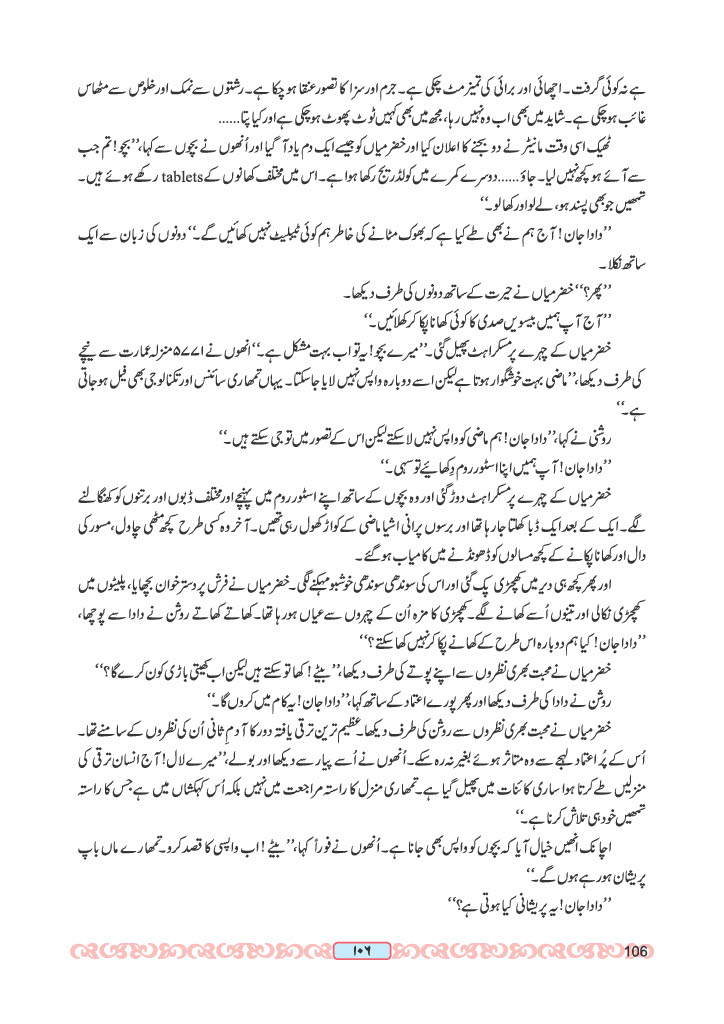 ہے نہ کوئی گرفت۔ اچھائی اور برائی کی تمیز مٹ چکی ہے۔ جرم اور سزا کا تصور عنقا ہو چکا ہے۔ رشتوں سے نمک اور خلوص سے مٹھاس
غائب ہو چکی ہے۔ شاید میں بھی اب وہ نہیں رہا، مجھ میں بھی کہیں ٹوٹ پھوٹ ہو چکی ہے اور کیا پتا......
ٹھیک اسی وقت مانیٹر نے دو بجنے کا اعلان کیا اور خضر میاں کو جیسے ایک دم یاد آ گیا اور اُنھوں نے بچوں سے کہا، ’’بچو! تم جب
سے آئے ہو کچھ نہیں لیا۔ جاؤ......دوسرے کمرے میں کولڈ ریج رکھا ہوا ہے۔ اس میں مختلف کھانوں کے tablets رکھے ہوئے ہیں۔
تمھیں جو بھی پسند ہو، لے لو اور کھا لو۔‘‘
’’دادا جان! آج ہم نے بھی طے کیا ہے کہ بھوک مٹانے کی خاطر ہم کوئی ٹیبلیٹ نہیں کھائیں گے۔‘‘ دونوں کی زبان سے ایک
ساتھ نکلا۔
’’پھر؟‘‘ خضر میاں نے حیرت کے ساتھ دونوں کی طرف دیکھا۔
’’آج آپ ہمیں بیسویں صدی کا کوئی کھانا پکا کر کھلائیں۔‘‘
خضر میاں کے چہرے پر مسکراہٹ پھیل گئی۔ ’’میرے بچو! یہ تو اب بہت مشکل ہے۔‘‘ انھوں نے ۵۷۷۱ منزلہ عمارت سے نیچے
کی طرف دیکھا، ’’ماضی بہت خوشگوار ہوتا ہے لیکن اسے دوبارہ واپس نہیں لایا جا سکتا۔ یہاں تمھاری سائنس اور تکنالوجی بھی فیل ہو جاتی
ہے۔‘‘
روشنی نے کہا، ’’دادا جان! ہم ماضی کو واپس نہیں لا سکتے لیکن اس کے تصور میں تو جی سکتے ہیں۔‘‘
’’دادا جان! آپ ہمیں اپنا اسٹور روم دِکھائیے تو سہی۔‘‘
خضر میاں کے چہرے پر مسکراہٹ دوڑ گئی اور وہ بچوں کے ساتھ اپنے اسٹور روم میں پہنچے اور مختلف ڈبوں اور برتنوں کو کھنگالنے
لگے۔ ایک کے بعد ایک ڈبا کھلتا جا رہا تھا اور برسوں پرانی اشیا ماضی کے کواڑ کھول رہی تھیں۔ آخر وہ کسی طرح کچھ مٹھی چاول، مسور کی
دال اور کھانا پکانے کے کچھ مسالوں کو ڈھونڈنے میں کامیاب ہو گئے۔
اور پھر کچھ ہی دیر میں کھچڑی پک گئی اور اس کی سوندھی سوندھی خوشبو مہکنے لگی۔ خضر میاں نے فرش پر دسترخوان بچھایا، پلیٹوں میں
کھچڑی نکالی اور تینوں اُسے کھانے لگے۔ کھچڑی کا مزہ اُن کے چہروں سے عیاں ہو رہا تھا۔ کھاتے کھاتے روشن نے دادا سے پوچھا،
’’دادا جان! کیا ہم دوبارہ اس طرح کے کھانے پکا کر نہیں کھا سکتے؟‘‘
خضر میاں نے محبت بھری نظروں سے اپنے پوتے کی طرف دیکھا، ’’بیٹے! کھا تو سکتے ہیں لیکن اب کھیتی باڑی کون کرے گا؟‘‘
روشن نے دادا کی طرف دیکھا اور پھر پورے اعتماد کے ساتھ کہا، ’’دادا جان! یہ کام میں کروں گا۔‘‘
خضر میاں نے محبت بھری نظروں سے روشن کی طرف دیکھا۔ عظیم ترین ترقی یافتہ دور کا آدمِ ثانی اُن کی نظروں کے سامنے تھا۔
اُس کے پُر اعتماد لہجے سے وہ متاثر ہوئے بغیر نہ رہ سکے۔ اُنھوں نے اُسے پیار سے دیکھا اور بولے، ’’میرے لال! آج انسان ترقی کی
منزلیں طے کرتا ہوا ساری کائنات میں پھیل گیا ہے۔ تمھاری منزل کا راستہ مراجعت میں نہیں بلکہ اُس کہکشاں میں ہے جس کا راستہ
تمھیں خود ہی تلاش کرنا ہے۔‘‘
اچانک انھیں خیال آیا کہ بچوں کو واپس بھی جانا ہے۔ اُنھوں نے فوراً کہا، ’’بیٹے! اب واپسی کا قصد کرو۔ تمھارے ماں باپ
پریشان ہو رہے ہوں گے۔‘‘
’’دادا جان! یہ پریشانی کیا ہوتی ہے؟‘‘
۱۰۶
106